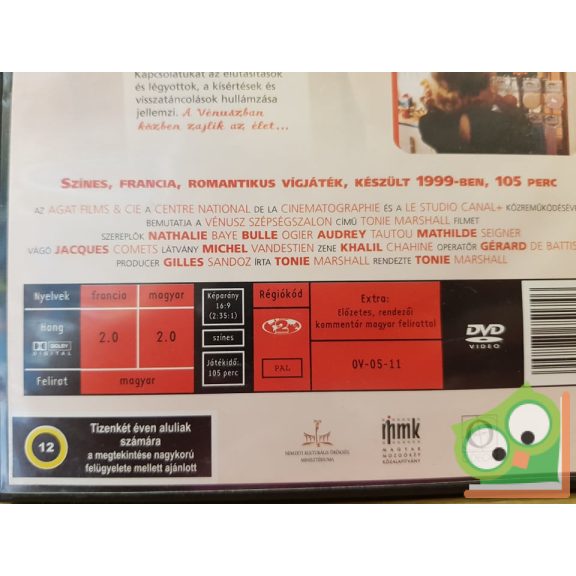 Kapcsolatukat az elutasítások
és légyottok, a kísértések és
visszatáncolások hullámzása
jellemzi. A Vénuszban
közben zajlik az élet...
SZÍNES, FRANCIA, ROMANTIKUS VÍGJÁTÉK, KÉSZÜLT 1999-BEN, 105 PERC
AZ AGAT FILMS & CIE A CENTRE NATIONAL DE LA CINEMATOGRAPHIE ÉS A LE STUDIO CANAL+ KÖZREMŰKÖDÉSÉVE
BEMUTATJA A VÉNUSZ SZÉPSÉGSZALON CÍMŰ TONIE MARSHALL FILMET
SZEREPLŐK NATHALIE BAYE BULLE OGIER AUDREY TAUTOU MATHILDE SEIGNER
VÁGÓ JACQUES COMETS LÁTVÁNY MICHEL VANDESTIEN ZENE KHALIL CHAHINE OPERATŐR GÉRARD DE BATTIS
PRODUCER GILLES SANDOZ ÍRTA TONIE MARSHALL RENDEZTE TONIE MARSHALL
Nyelvek francia magyar
Hang 2.0 2.0
DOLBY
DIGITAL
Felirat magyar
Képarány
16:9
(2:35:1)
színes
Játékidő:
105 perc
Régiókód
2
PAL
Extra:
Előzetes, rendezői
kommentár magyar felirattal
OV-05-11
DVD
VIDEO
12
Tizenkét éven aluliak
számára
a megtekintése nagykorú
felügyelete mellett ajánlott
NEMZETI KULTURÁLIS ÖRÖKSÉG
MINISZTÉRIUMA
mmk
MAGYAR
MOZGÓKÉP
KÖZALAPÍTVÁNY